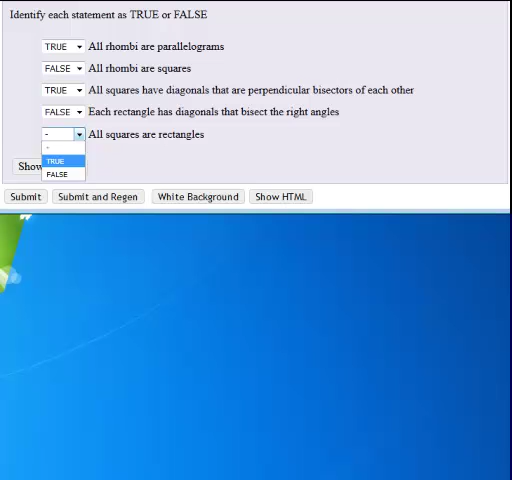 Identify each statement as TRUE or FALSE
TRUE All rhombi are parallelograms
FALSE All rhombi are squares
TRUE All squares have diagonals that are perpendicular bisectors of each other
FALSE Each rectangle has diagonals that bisect the right angles
- All squares are rectangles
-
TRUE
FALSE
Show
Submit Submit and Regen White Background Show HTML